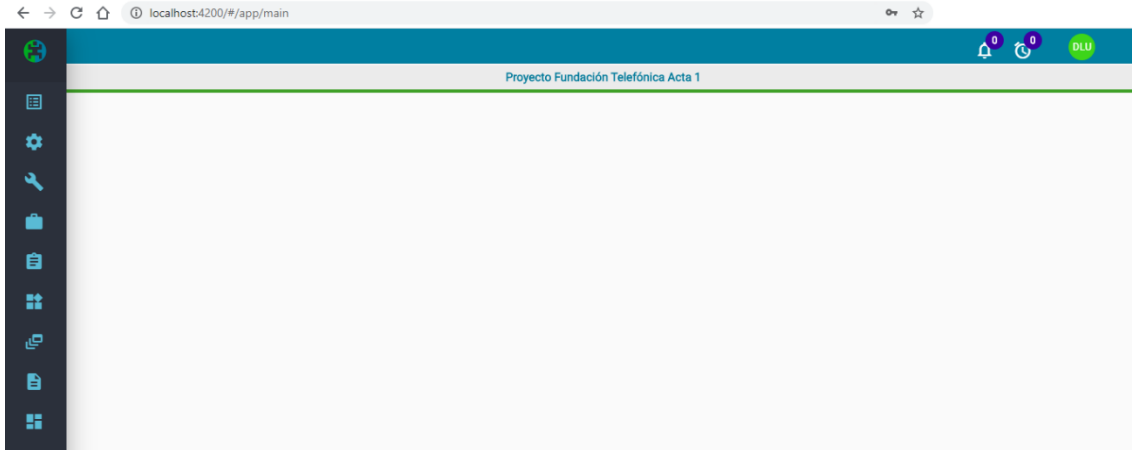 localhost:4200/#/app/main
0
0
DLU
Proyecto Fundación Telefónica Acta 1